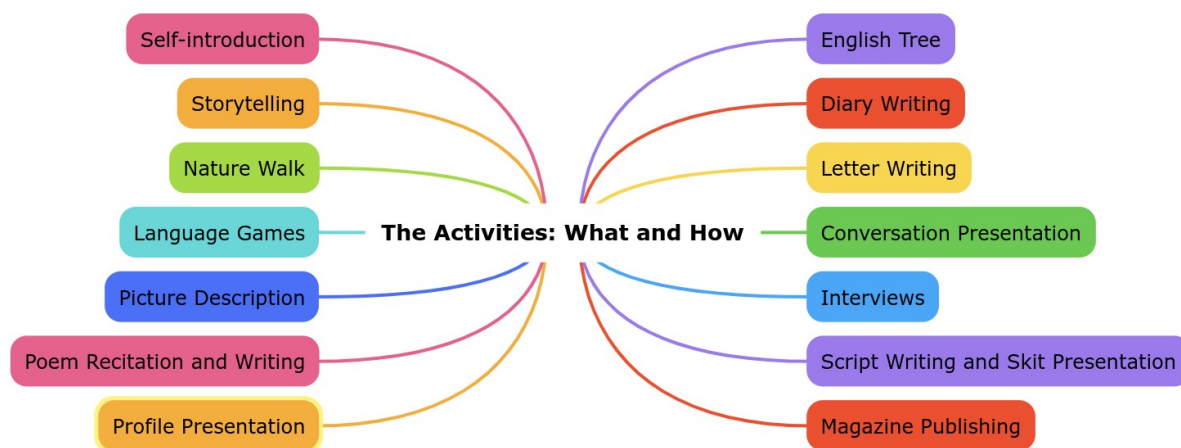 Self-introduction
Storytelling
Nature Walk
Language Games
Picture Description
Poem Recitation and Writing
Profile Presentation
The Activities: What and How
English Tree
Diary Writing
Letter Writing
Conversation Presentation
Interviews
Script Writing and Skit Presentation
Magazine Publishing